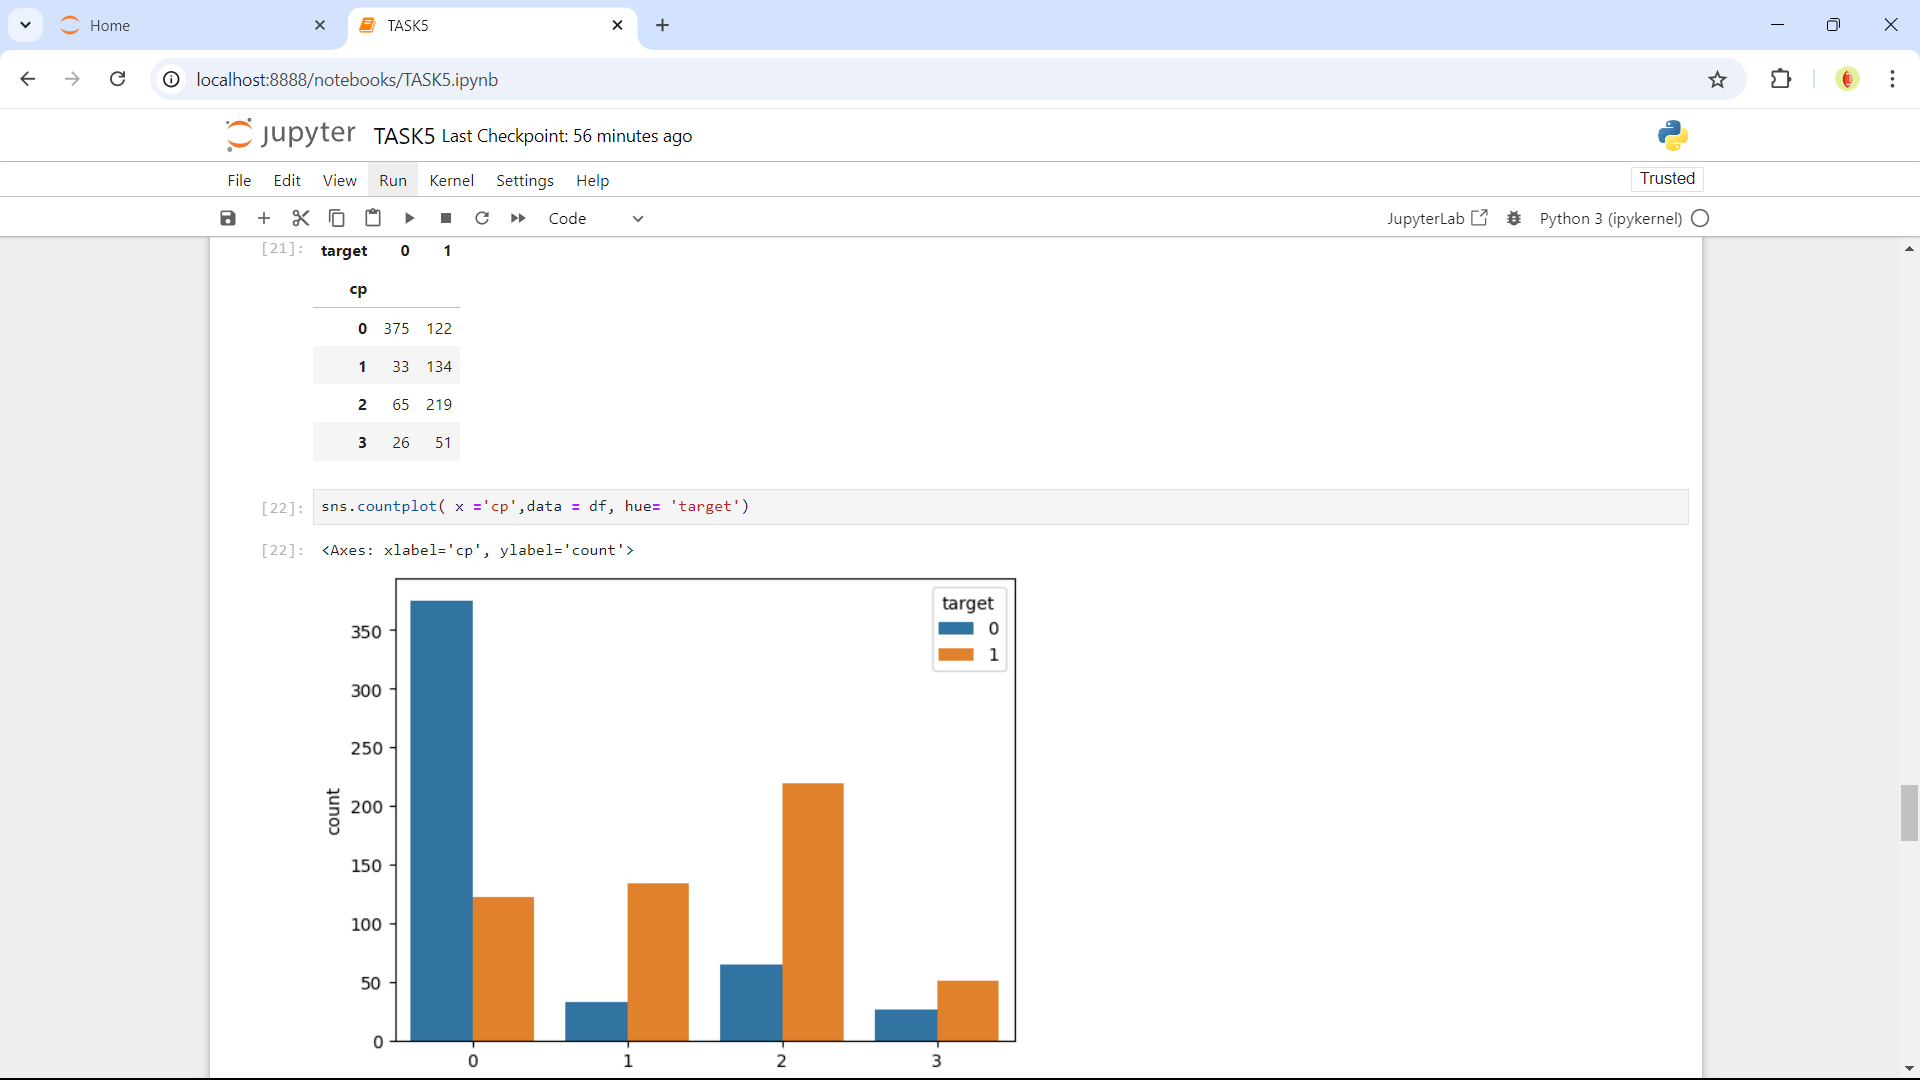 Home
TASK5
localhost:8888/notebooks/TASK5.ipynb
jupyter TASK5 Last Checkpoint: 56 minutes ago
File Edit View Run Kernel Settings Help
Trusted
Code
JupyterLab
Python 3 (ipykernel)
[21]:
target 0 1
cp
0 375 122
1 33 134
2 65 219
3 26 51
[22]: sns.countplot( x ='cp',data = df, hue= 'target')
[22]: <Axes: xlabel='cp', ylabel='count'>
target
0
1
350
300
250
200
150
100
50
0
count
0 1 2 3